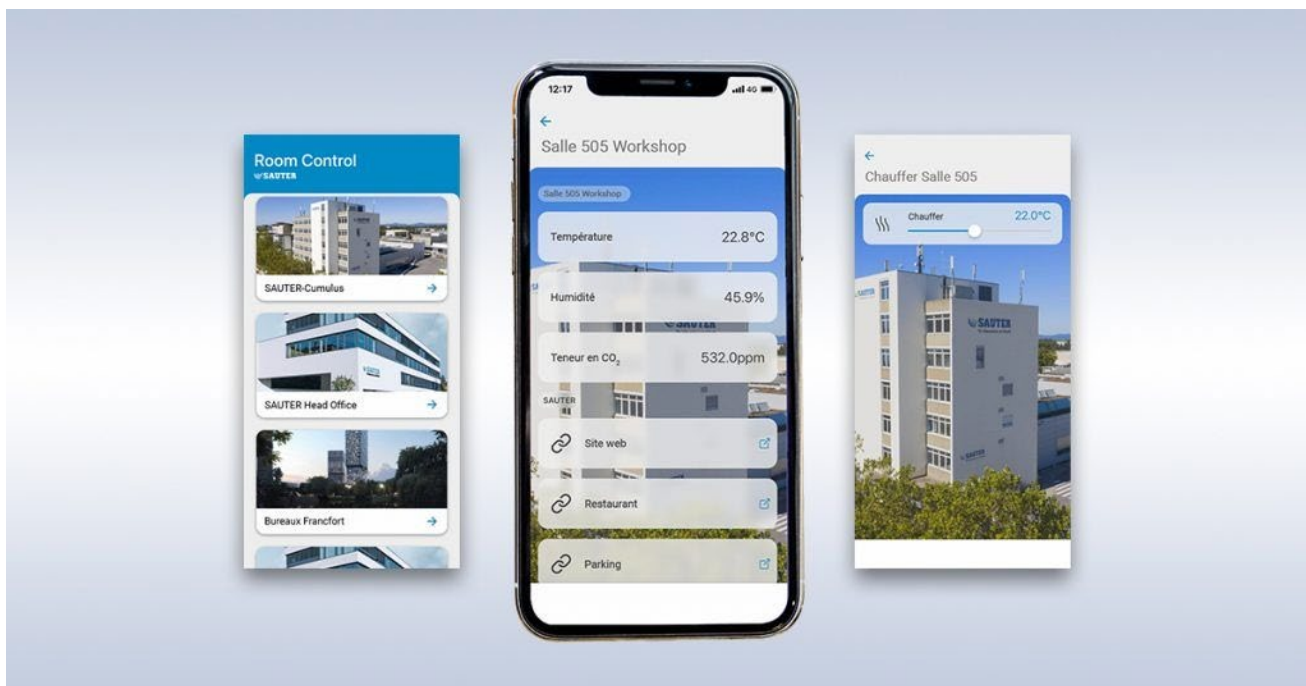 Room Control
SAUTER
SAUTER-Cumulus
SAUTER Head Office
Bureaux Francfort
12:17
4G
Salle 505 Workshop
Salle 505 Workshop
Température 22.8°C
Humidité 45.9%
SAUTER
Teneur en CO₂ 532.0ppm
SAUTER
Site web
Restaurant
Parking
Chauffer Salle 505
Chauffer 22.0°C
SAUTER
SAUTER